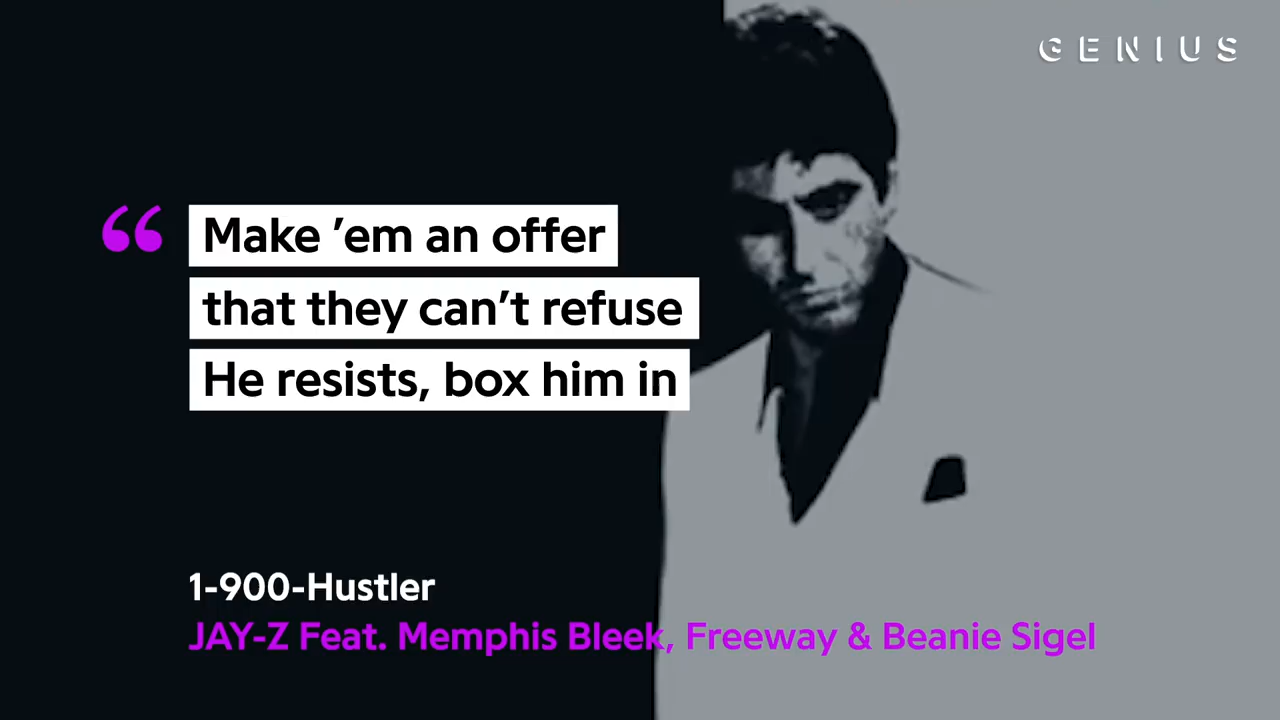 GENIUS
“ Make ’em an offer
that they can’t refuse
He resists, box him in
1-900-Hustler
JAY-Z Feat. Memphis Bleek, Freeway & Beanie Sigel